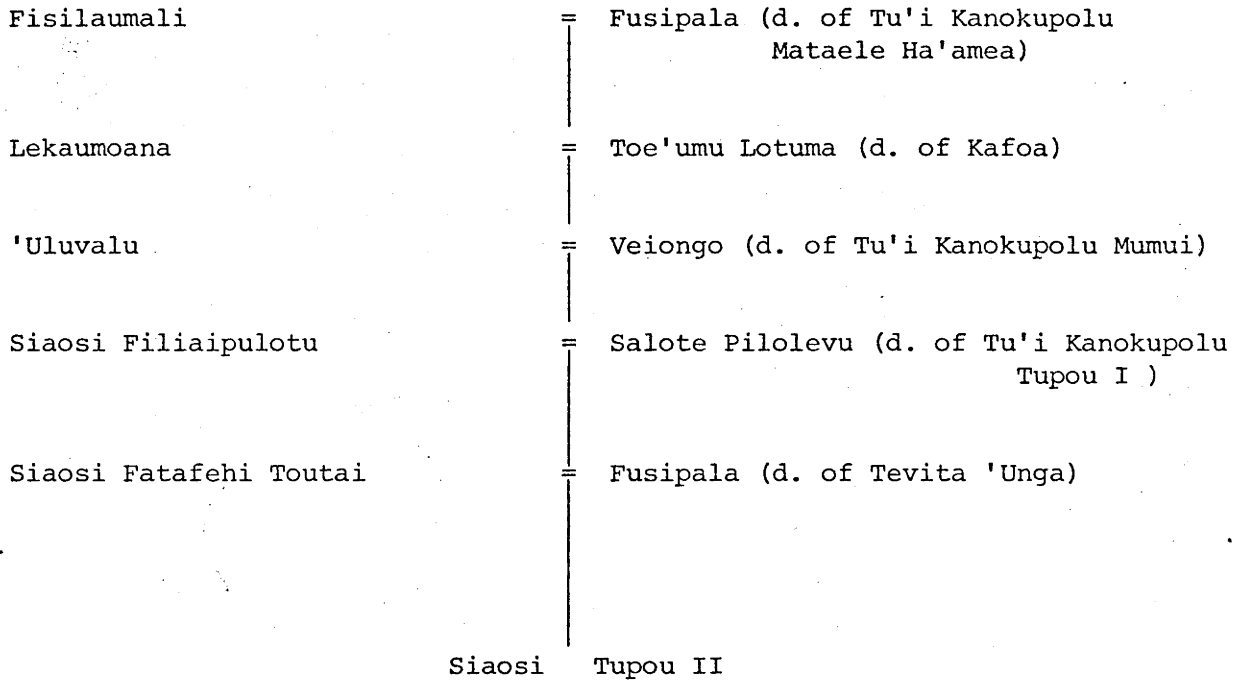 Fisilaumali = Fusipala (d. of Tu'i Kanokupolu
Mataele Ha'amea)
Lekaumoana = Toe'umu Lotuma (d. of Kafoa)
'Uluvalu = Veiongo (d. of Tu'i Kanokupolu Mumui)
Siaosi Filiaipulotu = Salote Pilolevu (d. of Tu'i Kanokupolu
Tupou I )
Siaosi Fatafehi Toutai = Fusipala (d. of Tevita 'Unga)
Siaosi Tupou II